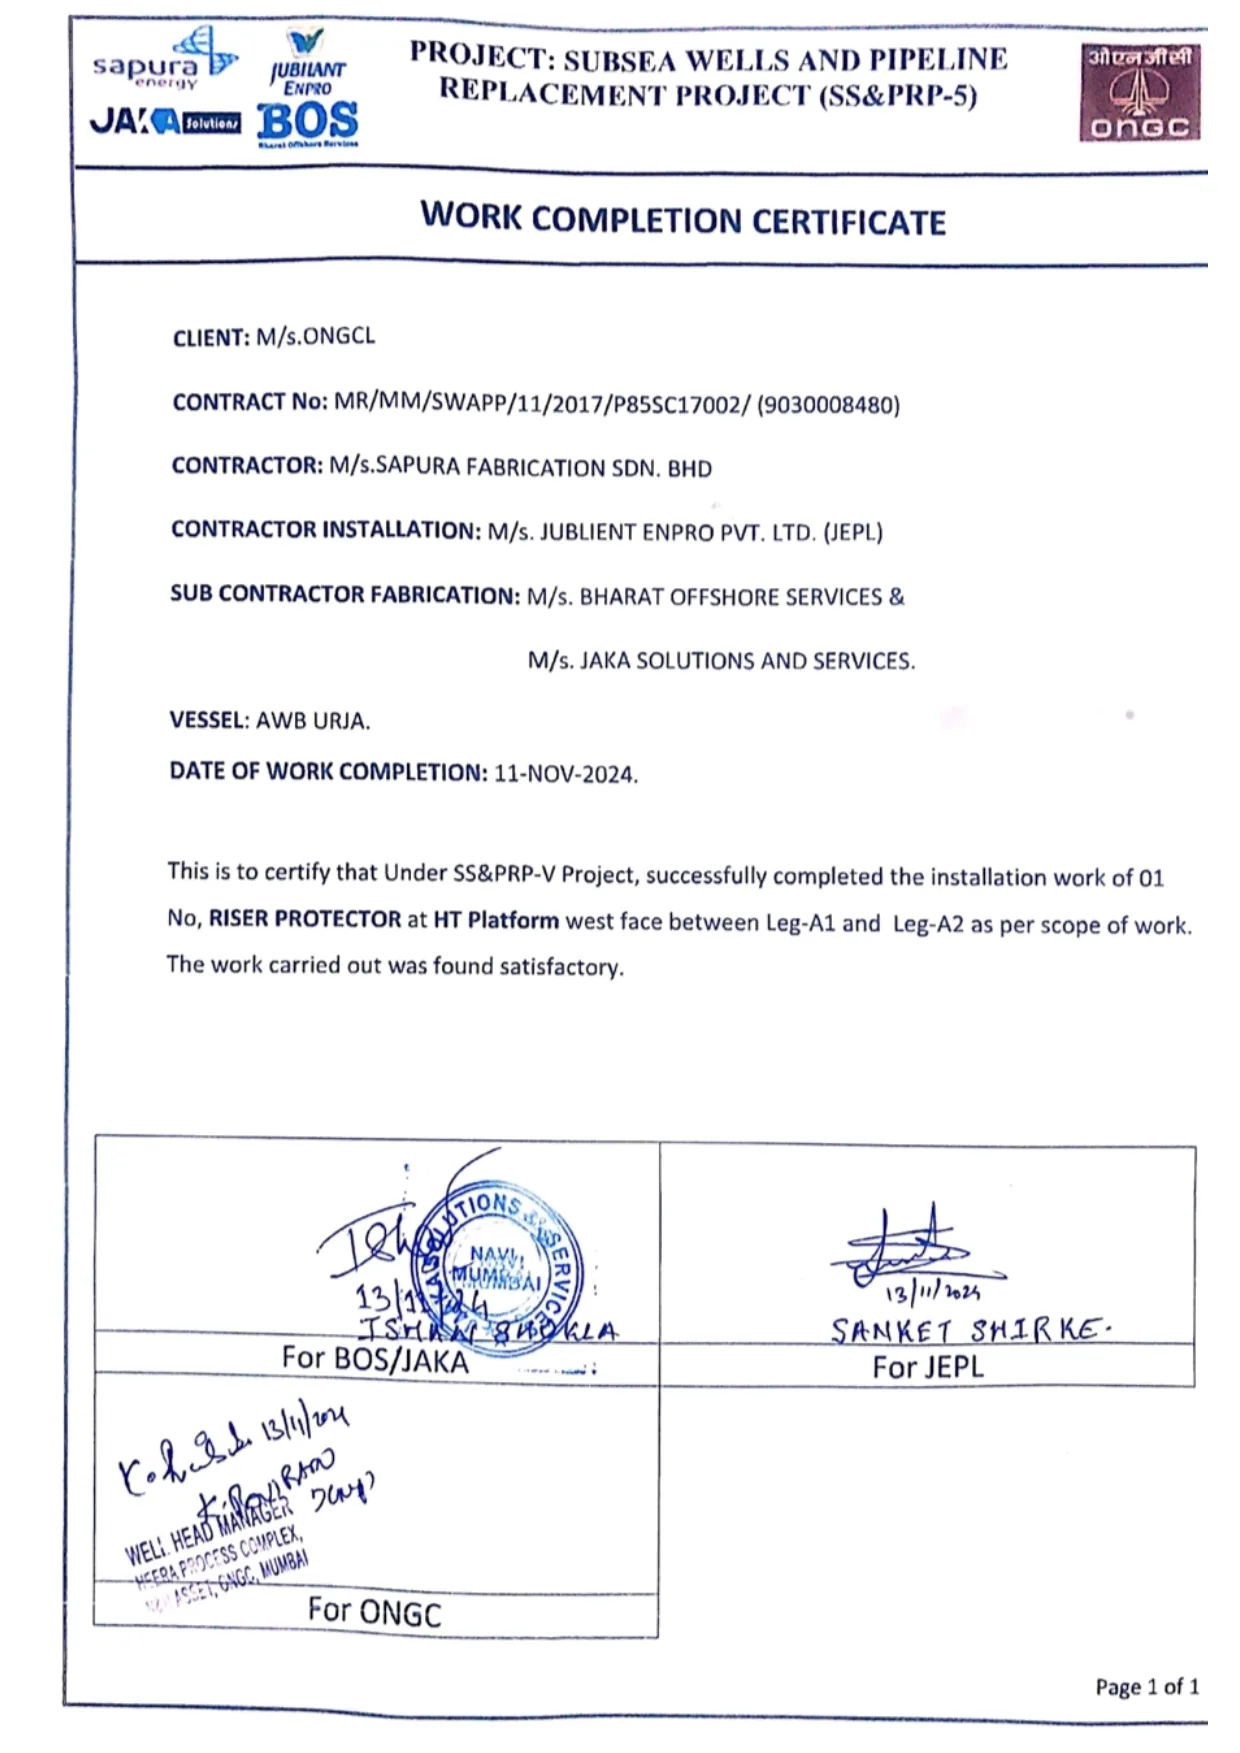 sapura
energy
JUBILANT
ENPRO
JAKA Solutions
BOS
Bharat Offshore Services
PROJECT: SUBSEA WELLS AND PIPELINE
REPLACEMENT PROJECT (SS&PRP-5)
ओएनजीसी
ONGC
WORK COMPLETION CERTIFICATE
CLIENT: M/s.ONGCL
CONTRACT No: MR/MM/SWAPP/11/2017/P85SC17002/ (9030008480)
CONTRACTOR: M/s.SAPURA FABRICATION SDN. BHD
CONTRACTOR INSTALLATION: M/s. JUBLIENT ENPRO PVT. LTD. (JEPL)
SUB CONTRACTOR FABRICATION: M/s. BHARAT OFFSHORE SERVICES &
M/s. JAKA SOLUTIONS AND SERVICES.
VESSEL: AWB URJA.
DATE OF WORK COMPLETION: 11-NOV-2024.
This is to certify that Under SS&PRP-V Project, successfully completed the installation work of 01
No, RISER PROTECTOR at HT Platform west face between Leg-A1 and Leg-A2 as per scope of work.
The work carried out was found satisfactory.
SOLUTIONS & SERVICES
NAVI
MUMBAI
13/11/24
ISHAN SHUKLA
For BOS/JAKA
13/11/2024
SANKET SHIRKE.
For JEPL
13/11/2024
WELL HEAD MANAGER
HEERA PROCESS COMPLEX,
ASSET, ONGC, MUMBAI
For ONGC
Page 1 of 1